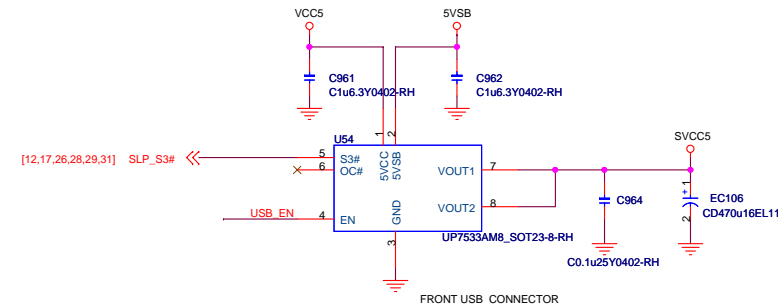 VCC5
5VSB
C961
C1u6.3Y0402-RH
C962
C1u6.3Y0402-RH
U54
1
2
SVCC5
[12,17,26,28,29,31] SLP_S3#
5
S3#
5VCC
5VSB
6
OC#
VOUT1
7
1
+
EC106
CD470u16EL11
2
C964
VOUT2
8
USB_EN
4
EN
GND
3
UP7533AM8_SOT23-8-RH
C0.1u25Y0402-RH
FRONT USB CONNECTOR